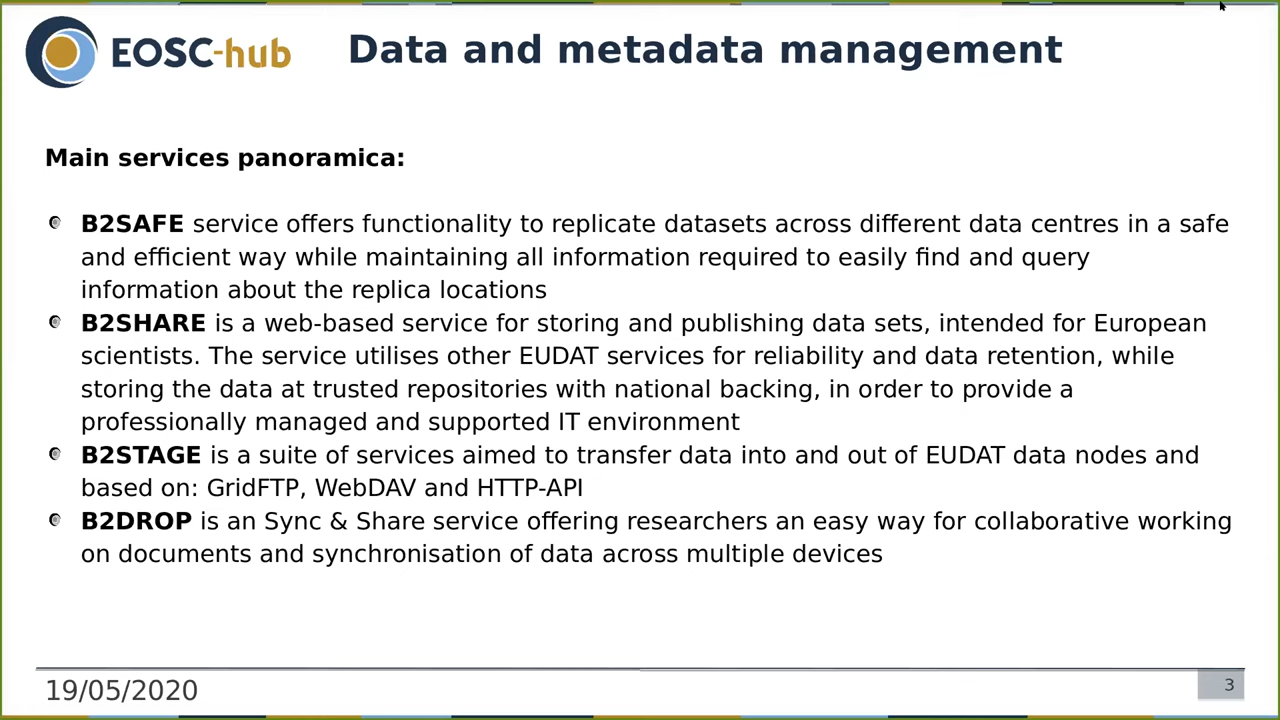 EOSC-hub
Data and metadata management
Main services panoramica:
B2SAFE service offers functionality to replicate datasets across different data centres in a safe
and efficient way while maintaining all information required to easily find and query
information about the replica locations
B2SHARE is a web-based service for storing and publishing data sets, intended for European
scientists. The service utilises other EUDAT services for reliability and data retention, while
storing the data at trusted repositories with national backing, in order to provide a
professionally managed and supported IT environment
B2STAGE is a suite of services aimed to transfer data into and out of EUDAT data nodes and
based on: GridFTP, WebDAV and HTTP-API
B2DROP is an Sync & Share service offering researchers an easy way for collaborative working
on documents and synchronisation of data across multiple devices
19/05/2020
3